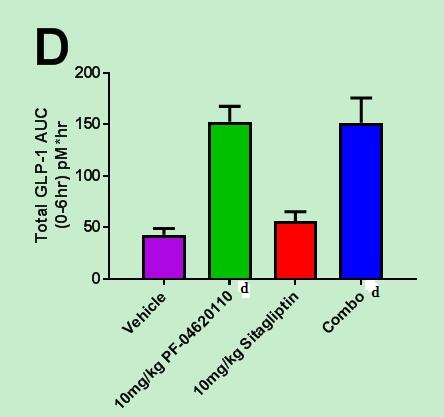 D
Total GLP-1 AUC
(0-6hr) pM*hr
200
150
100
50
0
Vehicle
10mg/kg PF-04620110 d
10mg/kg Sitagliptin
Combo d